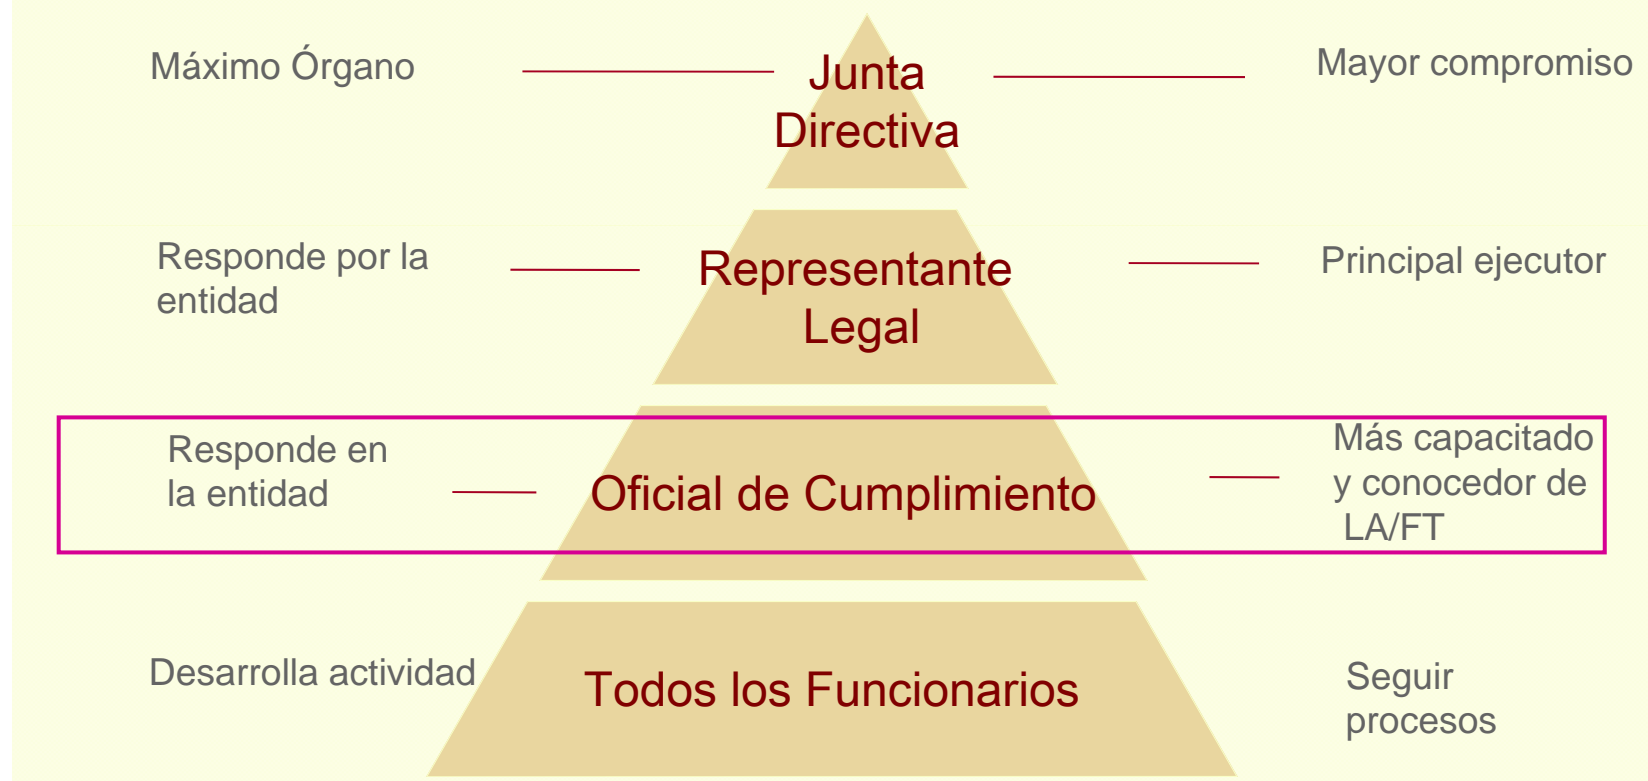 Máximo Órgano
Junta
Directiva
Mayor compromiso
Responde por la
entidad
Representante
Legal
Principal ejecutor
Responde en
la entidad
Oficial de Cumplimiento
Más capacitado
y conocedor de
LA/FT
Desarrolla actividad
Todos los Funcionarios
Seguir
procesos